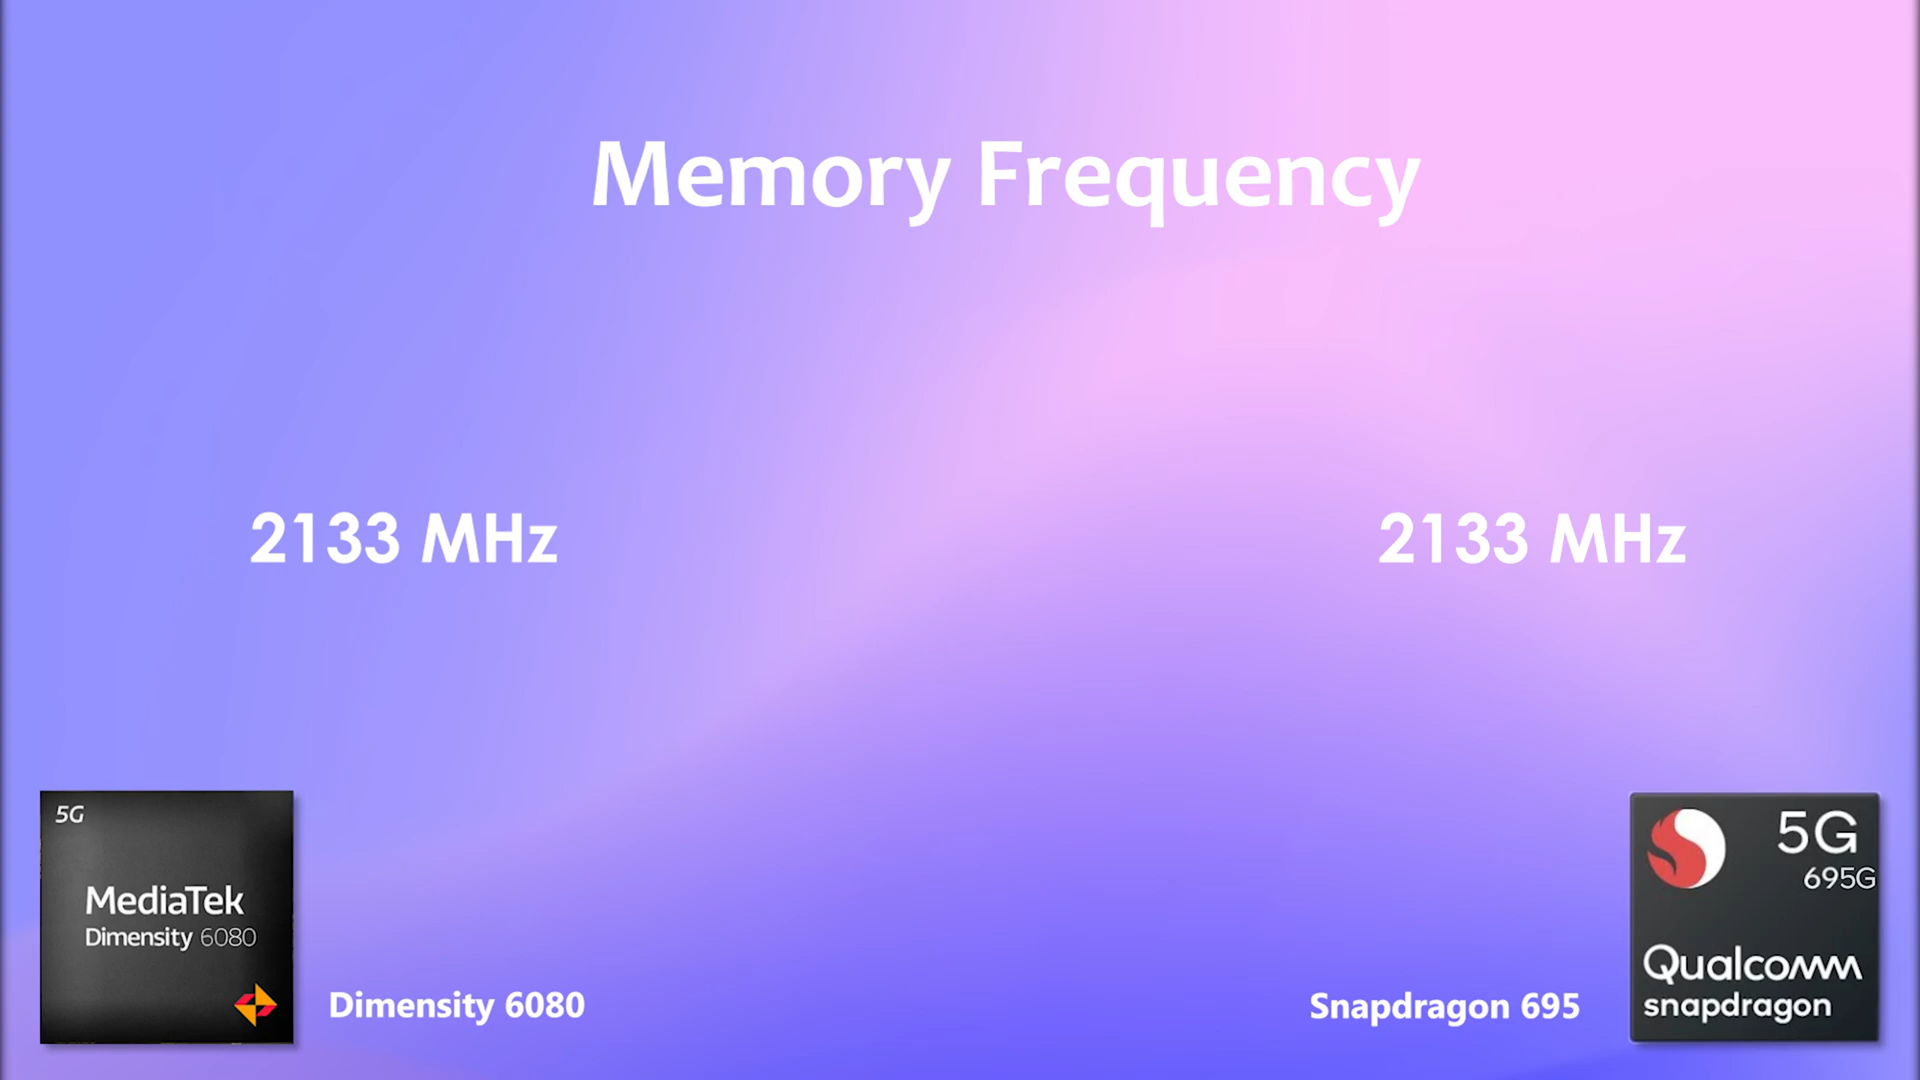 Memory Frequency
2133 MHz
2133 MHz
5G
MediaTek
Dimensity 6080
Dimensity 6080
Snapdragon 695
5G
695G
Qualcomm
snapdragon